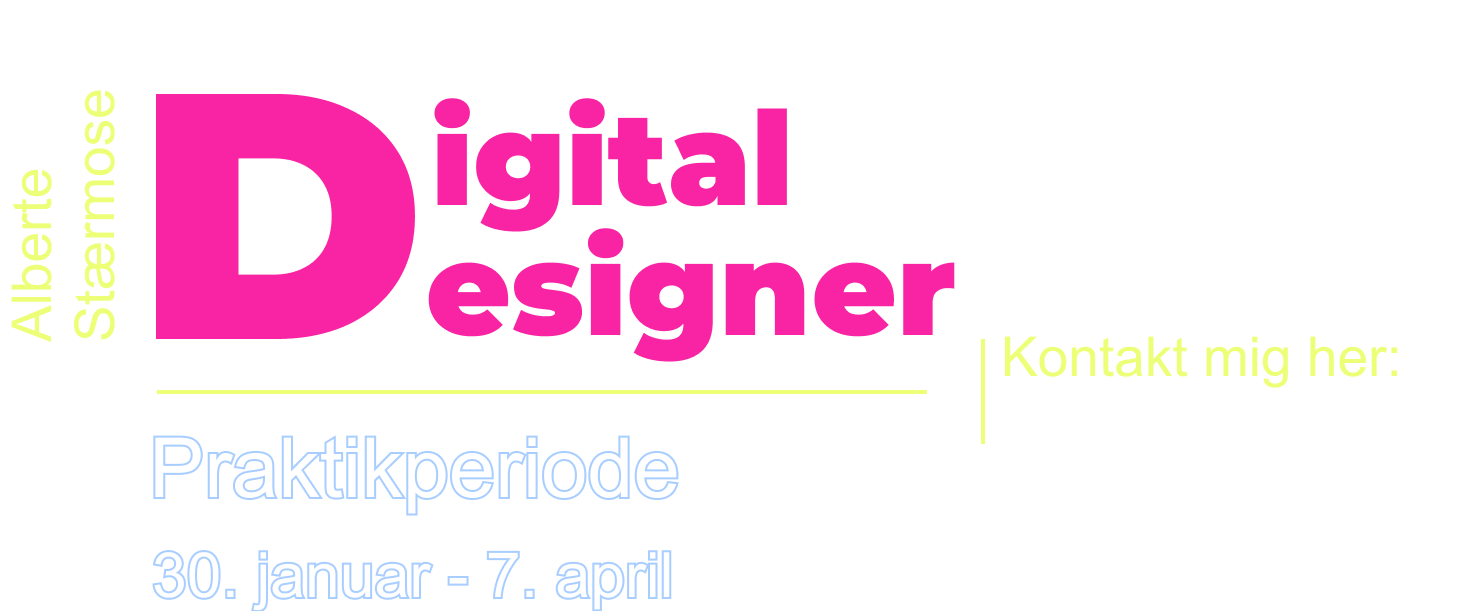 Alberte
Stærmose
Digital
Designer
Kontakt mig her:
Praktikperiode
30. januar - 7. april